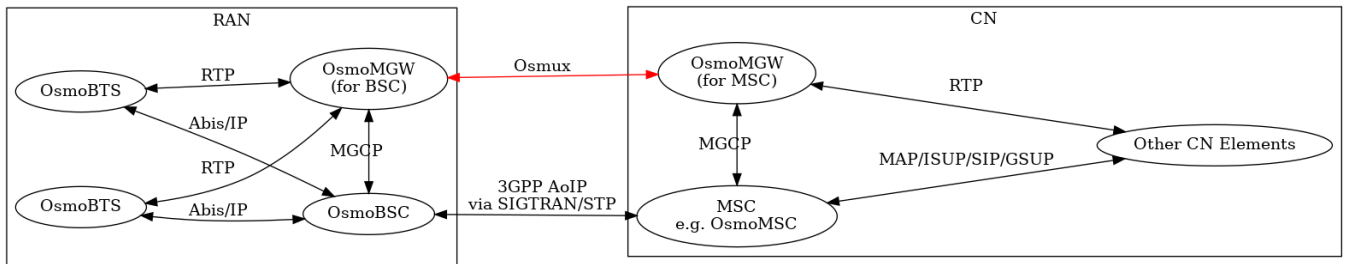 RAN
CN
OsmoBTS
RTP
OsmoMGW
(for BSC)
Osmux
OsmoMGW
(for MSC)
RTP
Abis/IP
MGCP
MGCP
Other CN Elements
RTP
MAP/ISUP/SIP/GSUP
OsmoBTS
Abis/IP
OsmoBSC
3GPP AoIP
via SIGTRAN/STP
MSC
e.g. OsmoMSC